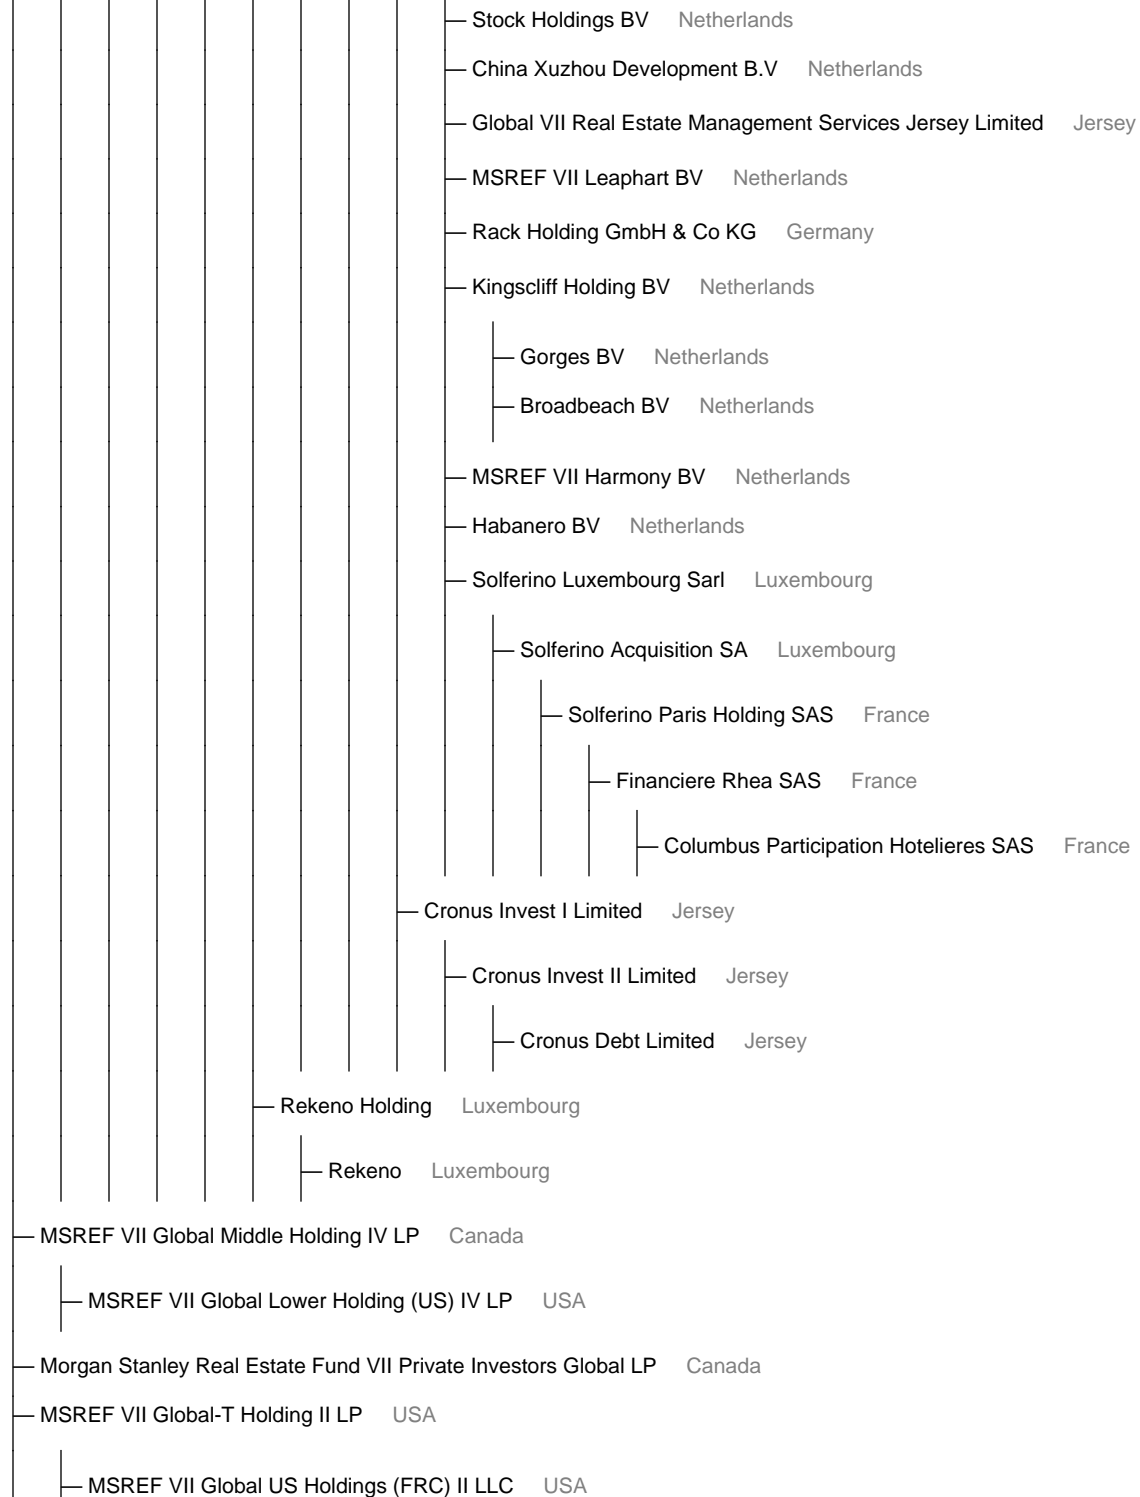 Stock Holdings BV Netherlands
China Xuzhou Development B.V Netherlands
Global VII Real Estate Management Services Jersey Limited Jersey
MSREF VII Leaphart BV Netherlands
Rack Holding GmbH & Co KG Germany
Kingscliff Holding BV Netherlands
Gorges BV Netherlands
Broadbeach BV Netherlands
MSREF VII Harmony BV Netherlands
Habanero BV Netherlands
Solferino Luxembourg Sarl Luxembourg
Solferino Acquisition SA Luxembourg
Solferino Paris Holding SAS France
Financiere Rhea SAS France
Columbus Participation Hotelieres SAS France
Cronus Invest I Limited Jersey
Cronus Invest II Limited Jersey
Cronus Debt Limited Jersey
Rekeno Holding Luxembourg
Rekeno Luxembourg
MSREF VII Global Middle Holding IV LP Canada
MSREF VII Global Lower Holding (US) IV LP USA
Morgan Stanley Real Estate Fund VII Private Investors Global LP Canada
MSREF VII Global-T Holding II LP USA
MSREF VII Global US Holdings (FRC) II LLC USA